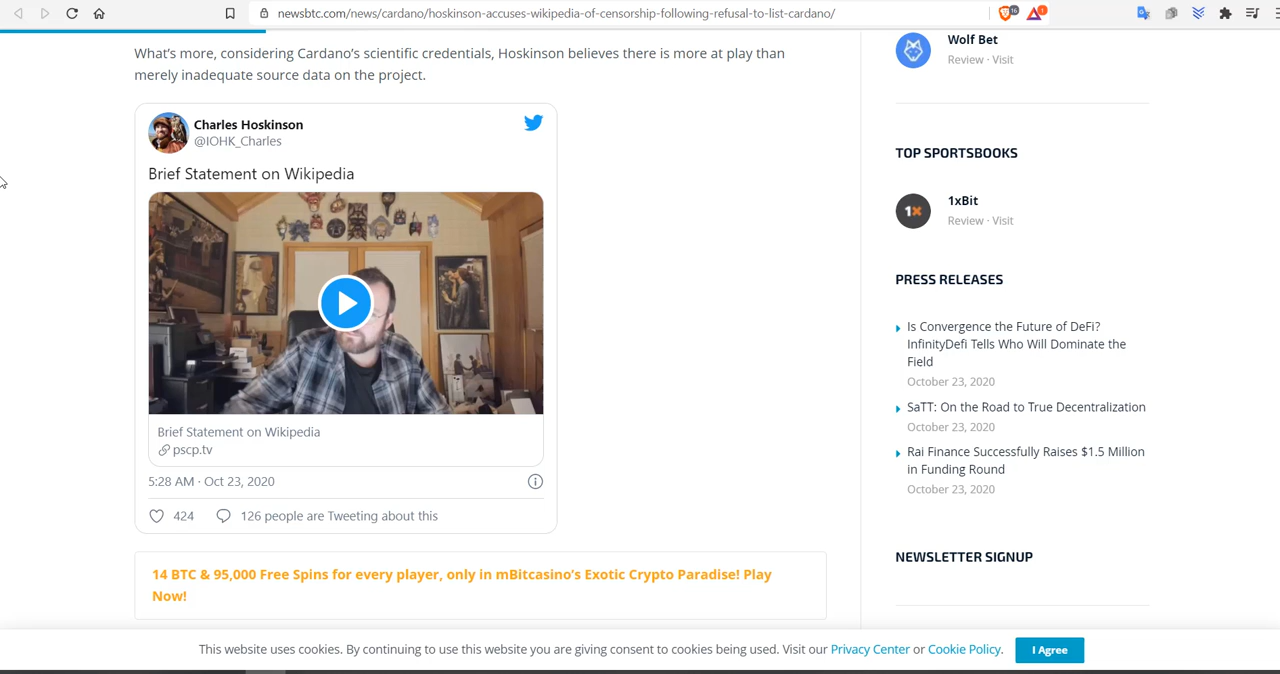 newsbtc.com/news/cardano/hoskinson-accuses-wikipedia-of-censorship-following-refusal-to-list-cardano/
16
1
What's more, considering Cardano's scientific credentials, Hoskinson believes there is more at play than
merely inadequate source data on the project.
Charles Hoskinson
@IOHK_Charles
Brief Statement on Wikipedia
Brief Statement on Wikipedia
pscp.tv
5:28 AM · Oct 23, 2020
424
126 people are Tweeting about this
14 BTC & 95,000 Free Spins for every player, only in mBitcasino's Exotic Crypto Paradise! Play
Now!
Wolf Bet
Review · Visit
TOP SPORTSBOOKS
1x
1xBit
Review · Visit
PRESS RELEASES
Is Convergence the Future of DeFi?
InfinityDefi Tells Who Will Dominate the
Field
October 23, 2020
SaTT: On the Road to True Decentralization
October 23, 2020
Rai Finance Successfully Raises $1.5 Million
in Funding Round
October 23, 2020
NEWSLETTER SIGNUP
This website uses cookies. By continuing to use this website you are giving consent to cookies being used. Visit our Privacy Center or Cookie Policy.
I Agree